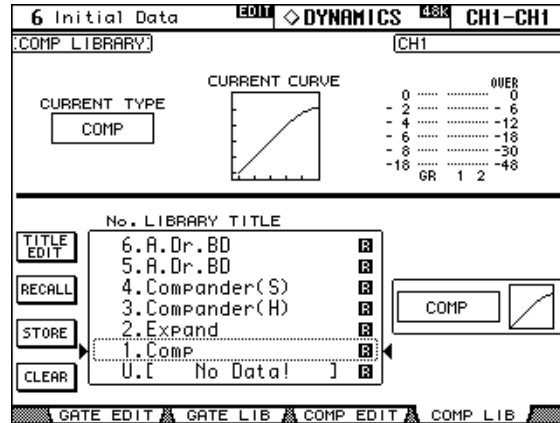 6 Initial Data EDIT ◇DYNAMICS 48K CH1-CH1
COMP LIBRARY
CH1
CURRENT TYPE
COMP
CURRENT CURVE
OVER
0 0
- 2 - 6
- 4 -12
- 6 -18
- 8 -30
-18 -48
GR 1 2
No. LIBRARY TITLE
TITLE EDIT
RECALL
STORE
CLEAR
6.A.Dr.BD R
5.A.Dr.BD R
4.Compander(S) R
3.Compander(H) R
2.Expand R
1.Comp R
U.[ No Data! ] R
COMP
GATE EDIT GATE LIB COMP EDIT COMP LIB